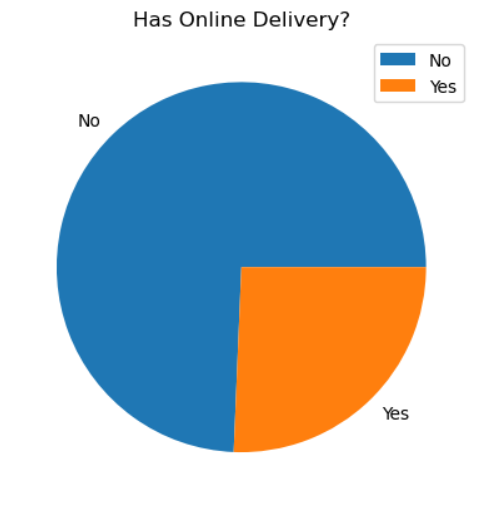 Has Online Delivery?
No
Yes
No
Yes